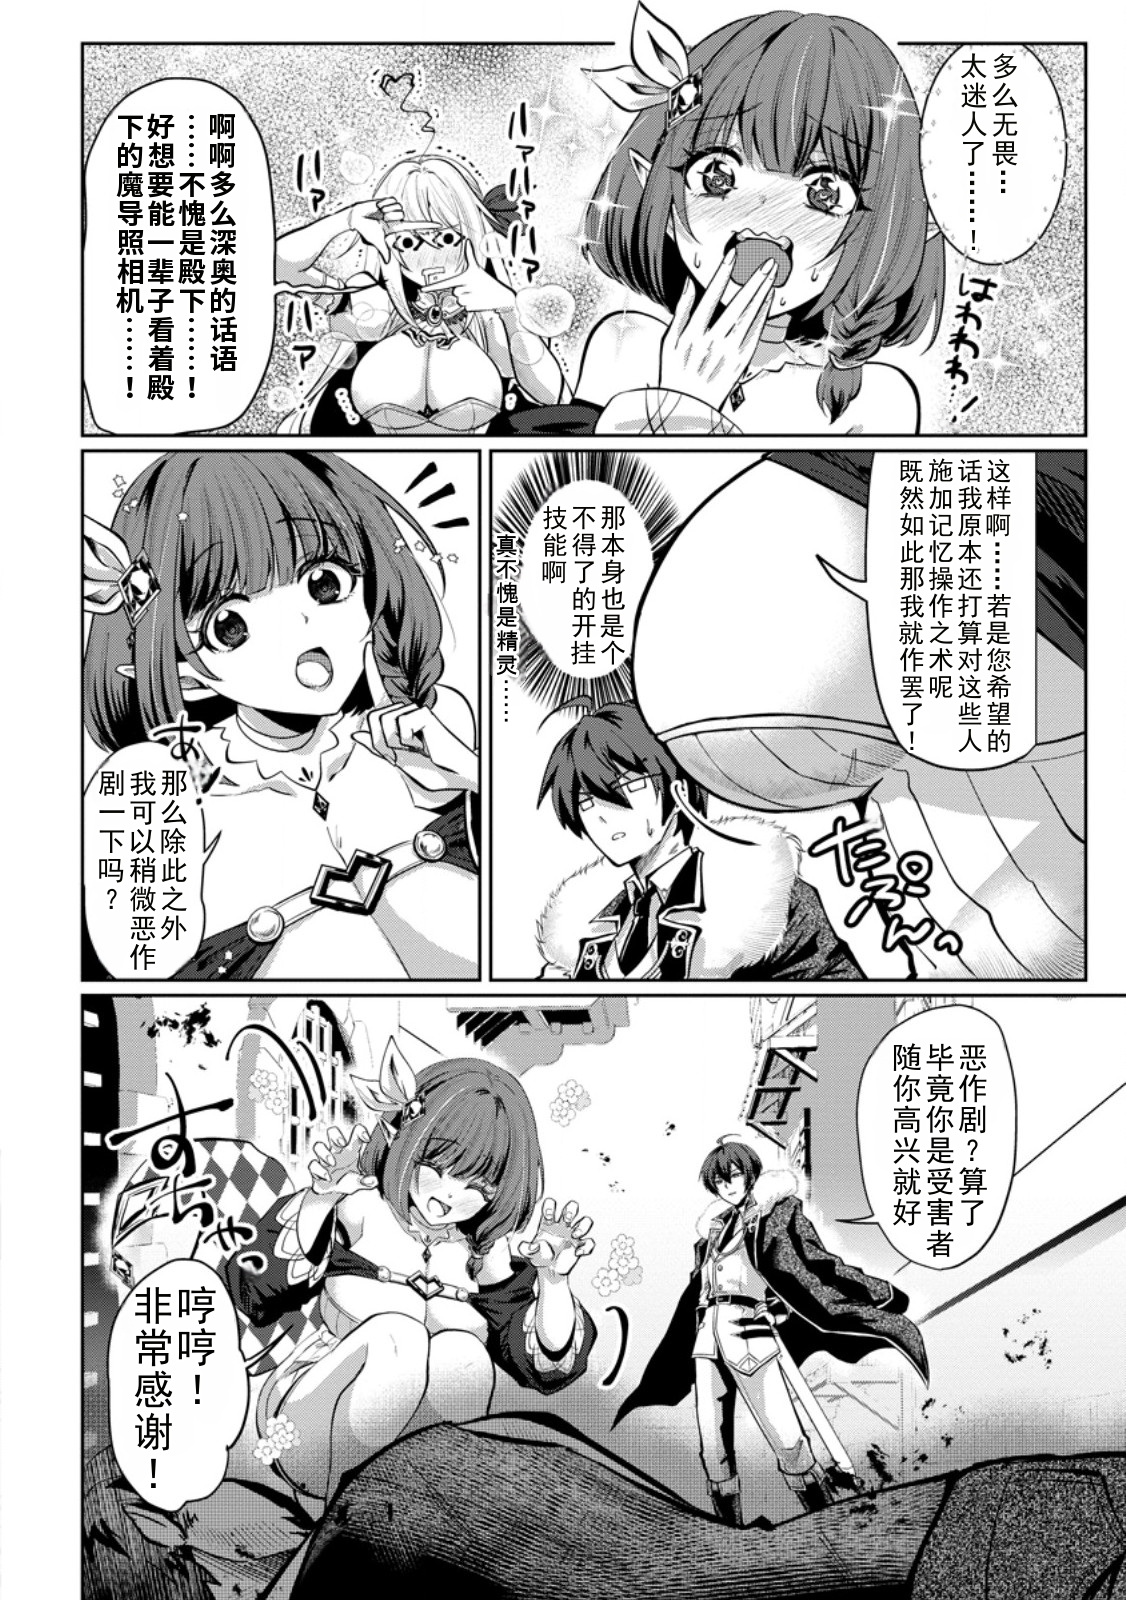 多么无畏…
太迷人了……！
はわわわ…！
啊啊多么深奥的话语
……不愧是殿下……！
好想要能一辈子看着殿
下的魔导照相机……！
ハァ
ハァ
ハァ
ハァ…
这样啊……若是您希望的
话我原本还打算对这些人
施加记忆操作之术呢
既然如此那我就作罢了！
たぷんっ
那本身也是个
不得了的开挂
技能啊
真不愧是精灵……
あ！
那么除此之外
我可以稍微恶作
剧一下吗？
恶作剧？算了
毕竟你是受害者
随你高兴就好
すちゃっ
哼哼！
非常感谢！